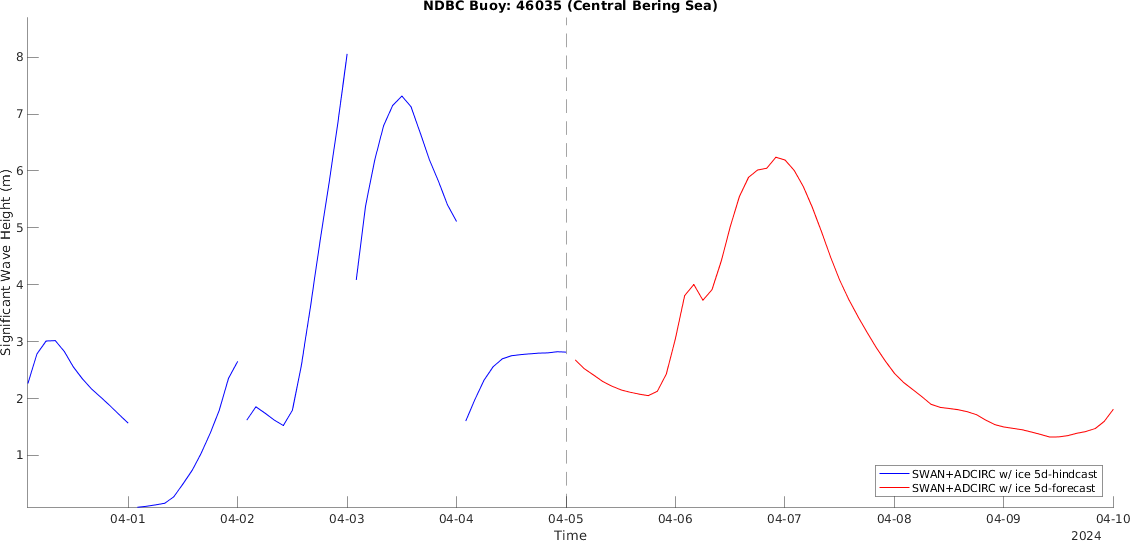 NDBC Buoy: 46035 (Central Bering Sea)
Significant Wave Height (m)
8
7
6
5
4
3
2
1
SWAN+ADCIRC w/ ice 5d-hindcast
SWAN+ADCIRC w/ ice 5d-forecast
04-01 04-02 04-03 04-04 04-05 04-06 04-07 04-08 04-09 04-10
Time
2024